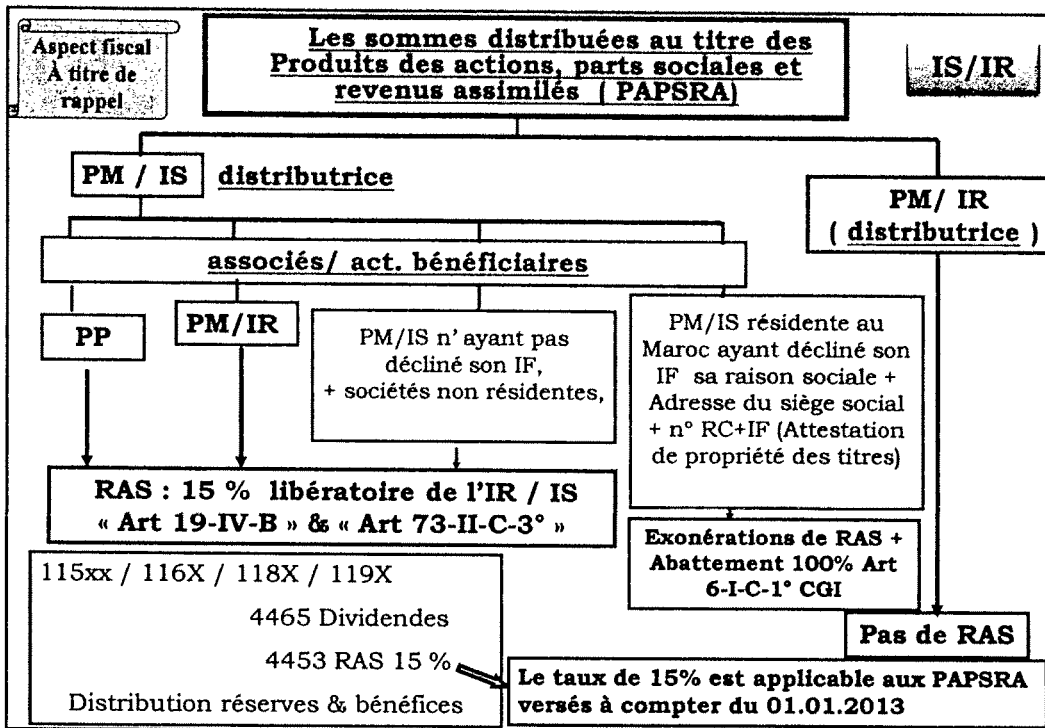 Aspect fiscal
À titre de
rappel
Les sommes distribuées au titre des
Produits des actions, parts sociales et
revenus assimilés ( PAPSRA)
IS/IR
PM / IS distributrice
PM/ IR
( distributrice )
associés/ act. bénéficiaires
PP
PM/IR
PM/IS n' ayant pas
décliné son IF,
+ sociétés non résidentes,
PM/IS résidente au
Maroc ayant décliné son
IF sa raison sociale +
Adresse du siège social
+ n° RC+IF (Attestation
de propriété des titres)
RAS : 15 % libératoire de l'IR / IS
« Art 19-IV-B » & « Art 73-II-C-3° »
Exonérations de RAS +
Abattement 100% Art
6-I-C-1° CGI
115xx / 116X / 118X / 119X
4465 Dividendes
4453 RAS 15 %
Distribution réserves & bénéfices
Pas de RAS
Le taux de 15% est applicable aux PAPSRA
versés à compter du 01.01.2013